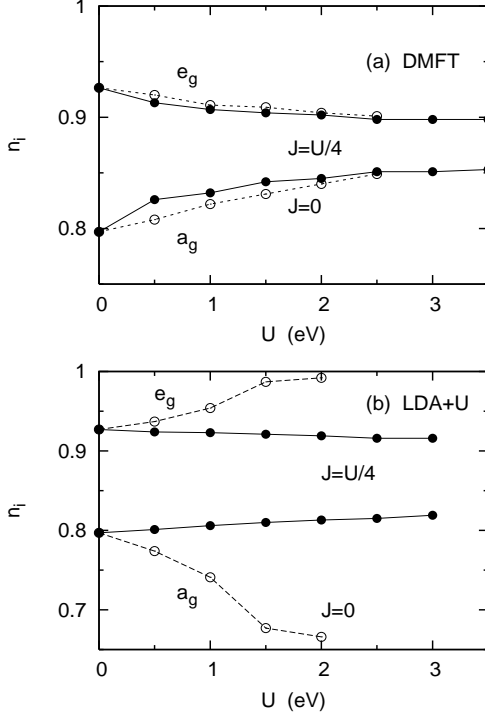 1
(a) DMFT
e_g
0.9
n_i
J=U/4
J=0
0.8
a_g
0 1 2 3
U (eV)
1
e_g
(b) LDA+U
0.9
n_i
J=U/4
0.8
a_g
J=0
0.7
0 1 2 3
U (eV)